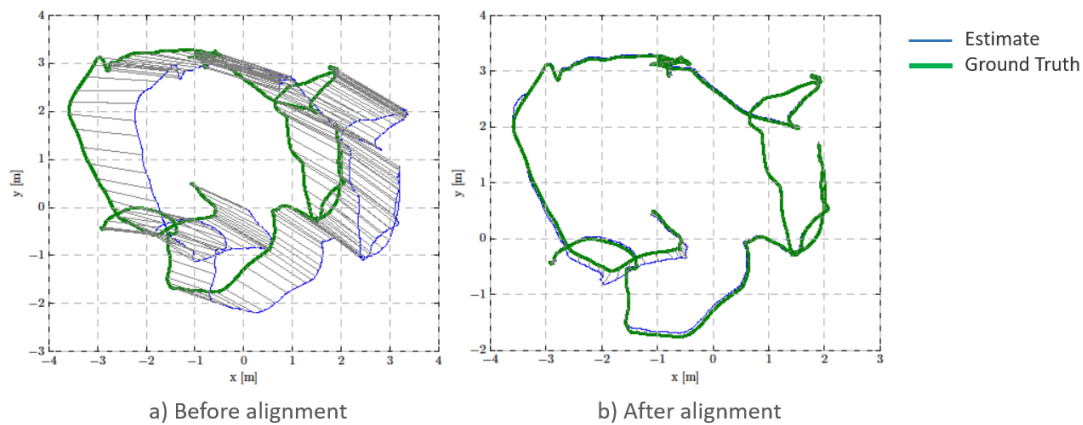 4
3
2
1
0
−1
−2
−3
y [m]
−4 −3 −2 −1 0 1 2 3 4
x [m]
a) Before alignment
4
3
2
1
0
−1
−2
y [m]
−4 −3 −2 −1 0 1 2 3
x [m]
b) After alignment
Estimate
Ground Truth